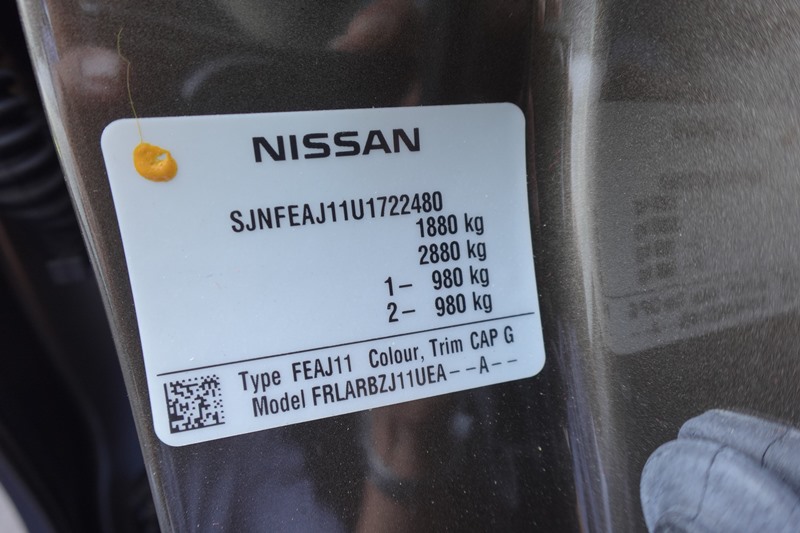 NISSAN
SJNFEAJ11U1722480
1880 kg
2880 kg
1– 980 kg
2– 980 kg
Type FEAJ11 Colour, Trim CAP G
Model FRLARBZJ11UEA––A––